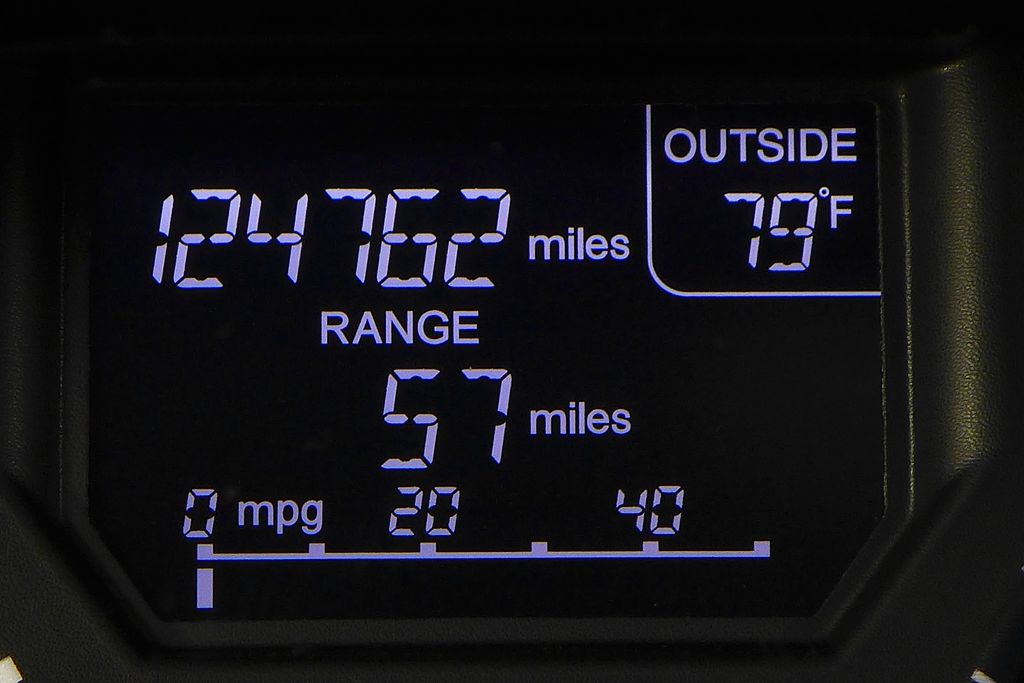 OUTSIDE
124762 miles
79°F
RANGE
57 miles
0 mpg 20 40